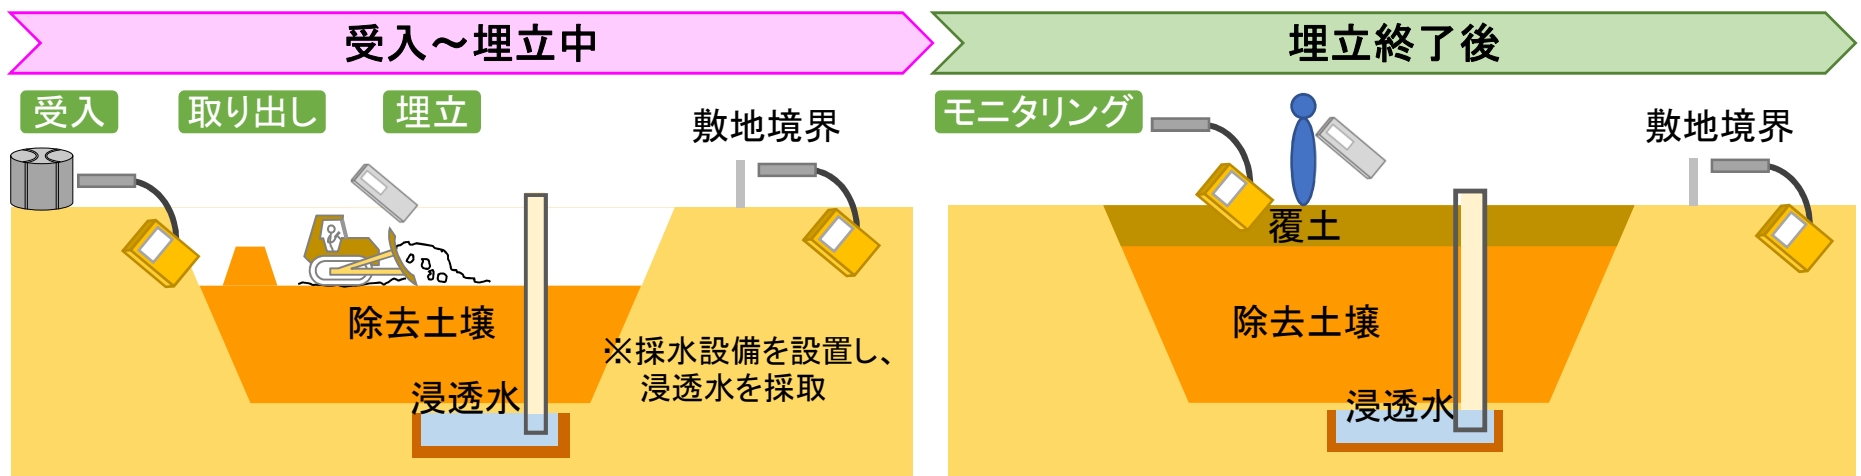 受入～埋立中
受入
取り出し
埋立
敷地境界
除去土壌
※採水設備を設置し、
浸透水を採取
浸透水
埋立終了後
モニタリング
敷地境界
覆土
除去土壌
浸透水